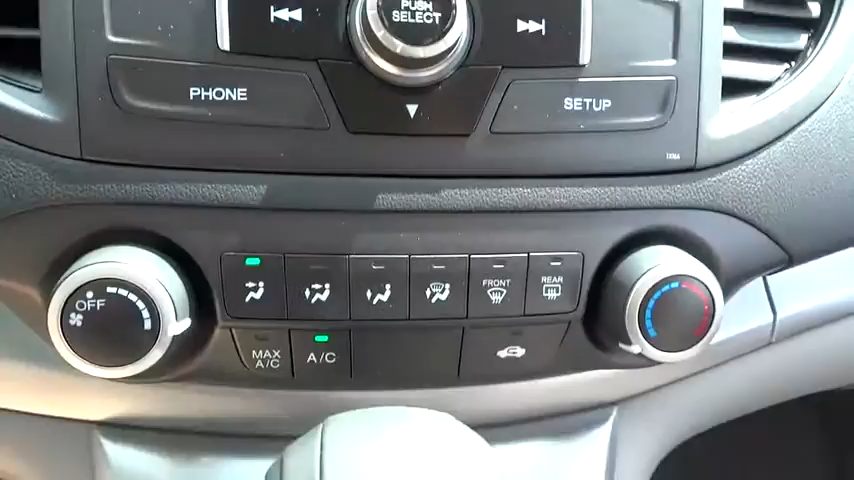 PUSH
SELECT
PHONE
SETUP
OFF
FRONT
REAR
MAX
A/C
A/C